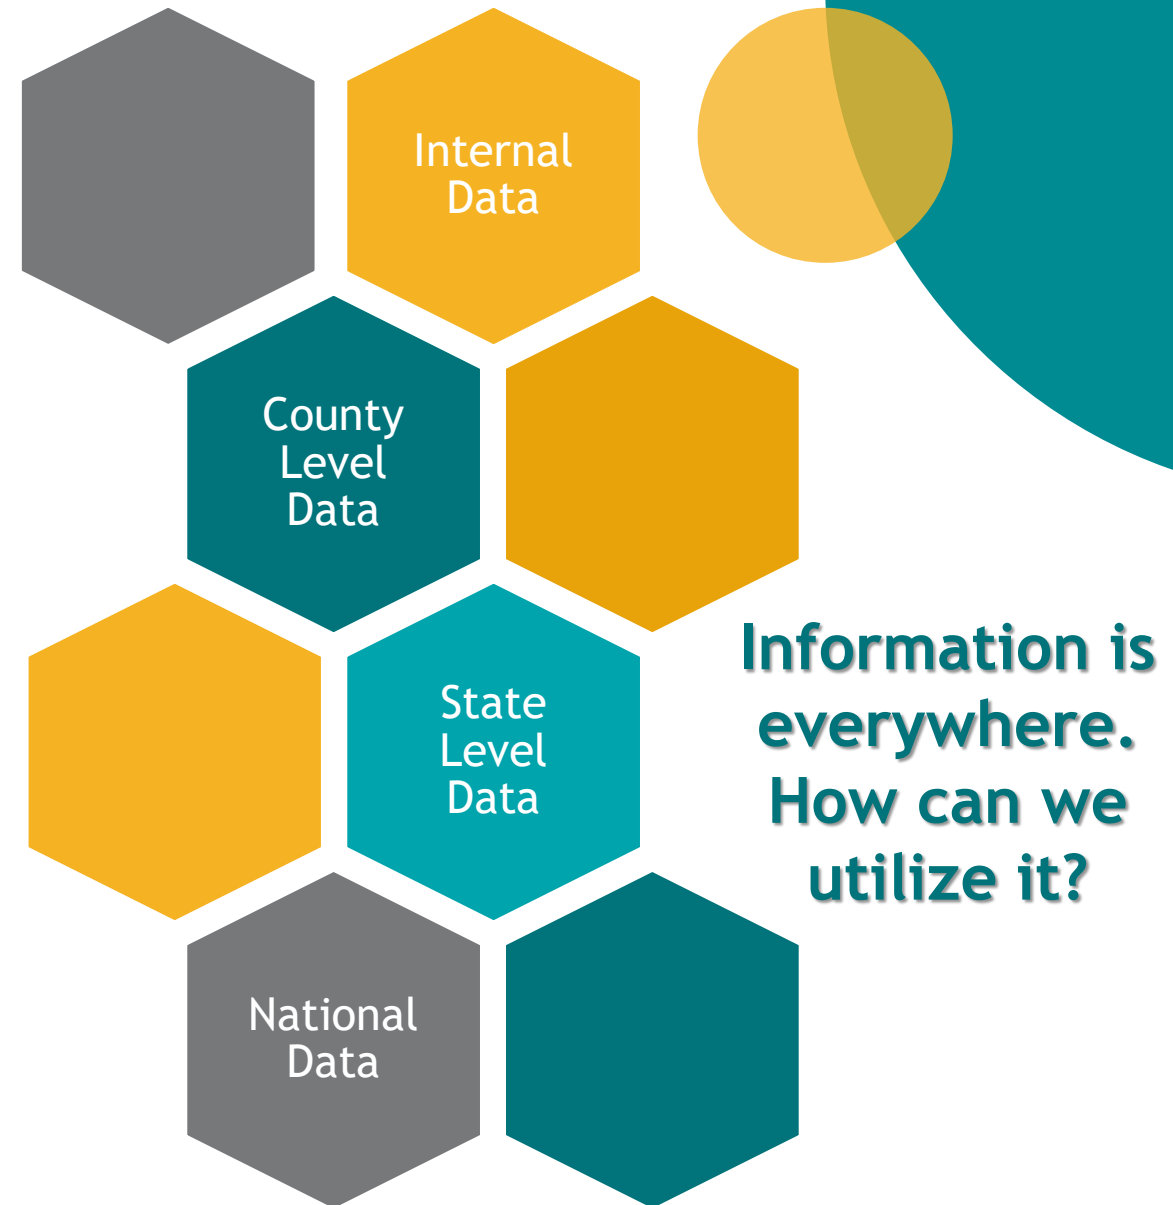 Internal
Data
County
Level
Data
State
Level
Data
National
Data
Information is
everywhere.
How can we
utilize it?